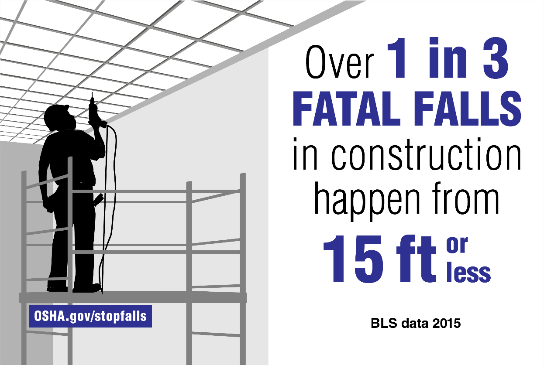 Over 1 in 3
FATAL FALLS
in construction
happen from
15 ft or less
BLS data 2015
OSHA.gov/stopfalls